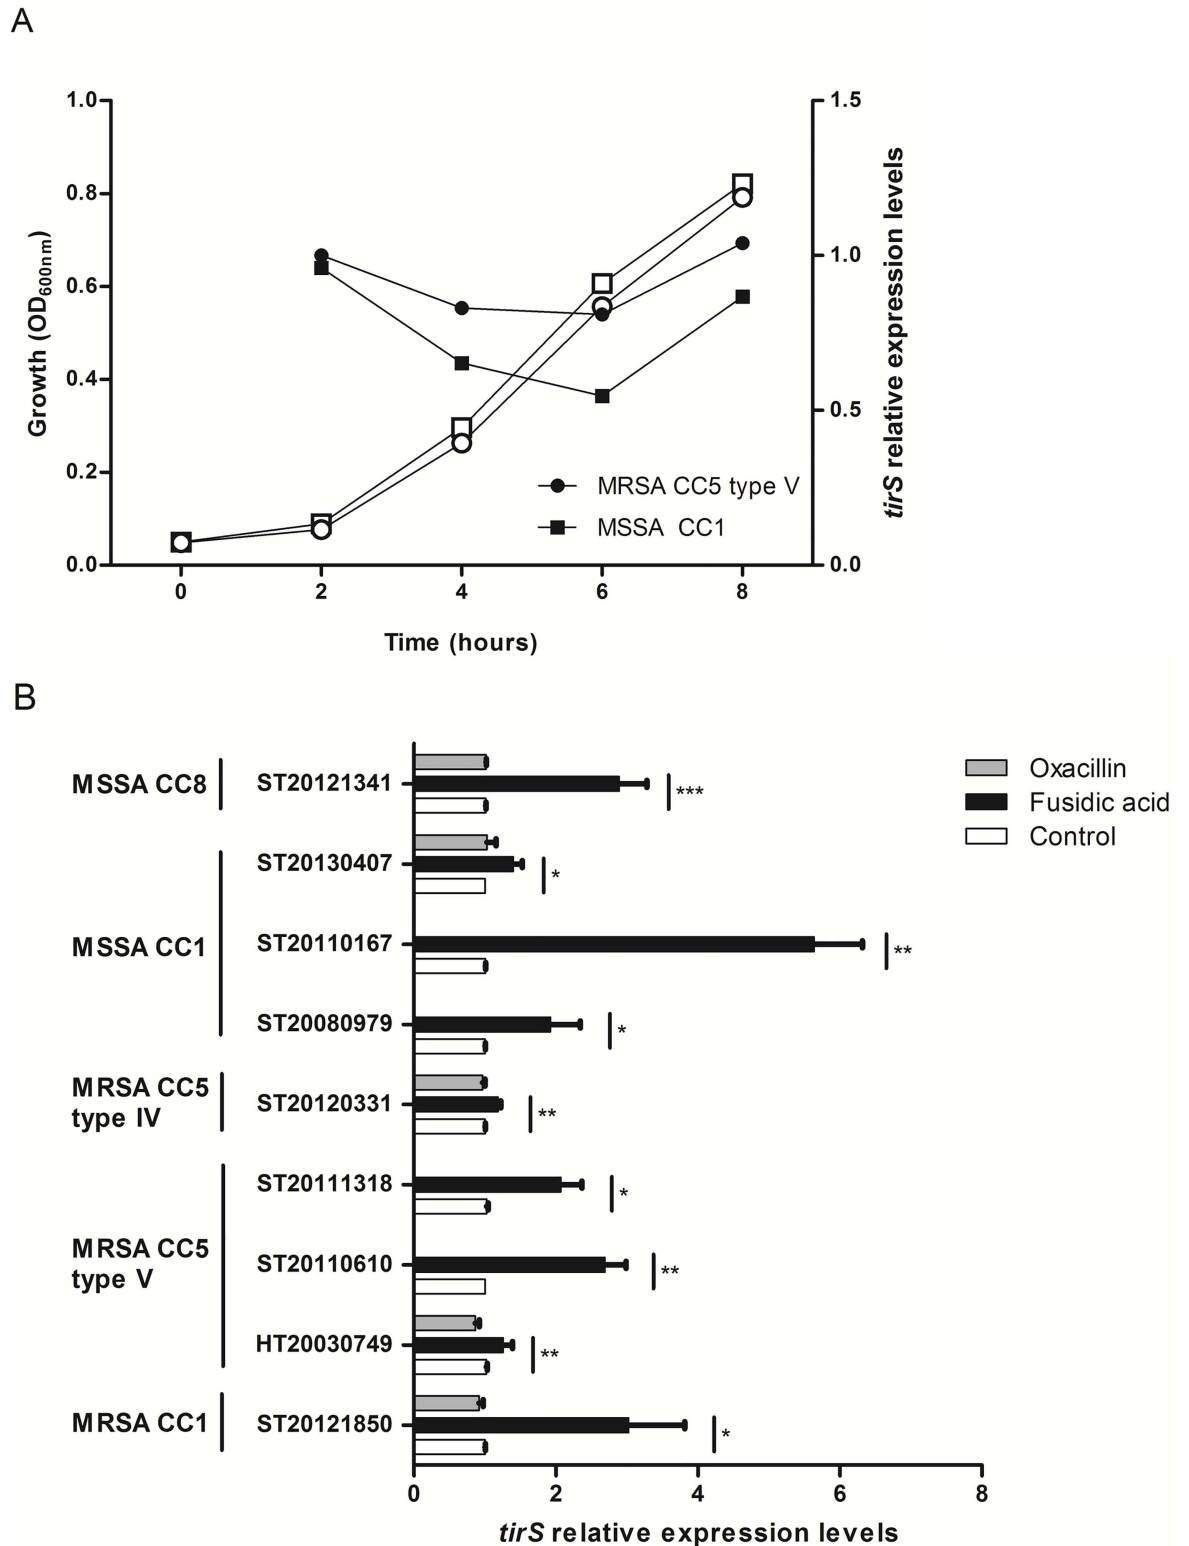 A
1.0
0.8
0.6
0.4
0.2
0.0
Growth (OD600nm)
1.5
1.0
0.5
0.0
tirS relative expression levels
MRSA CC5 type V
MSSA CC1
0 2 4 6 8
Time (hours)
B
Oxacillin
Fusidic acid
Control
MSSA CC8
ST20121341
***
MSSA CC1
ST20130407
*
ST20110167
**
ST20080979
*
MRSA CC5
type IV
ST20120331
**
MRSA CC5
type V
ST20111318
*
ST20110610
**
HT20030749
**
MRSA CC1
ST20121850
*
0 2 4 6 8
tirS relative expression levels